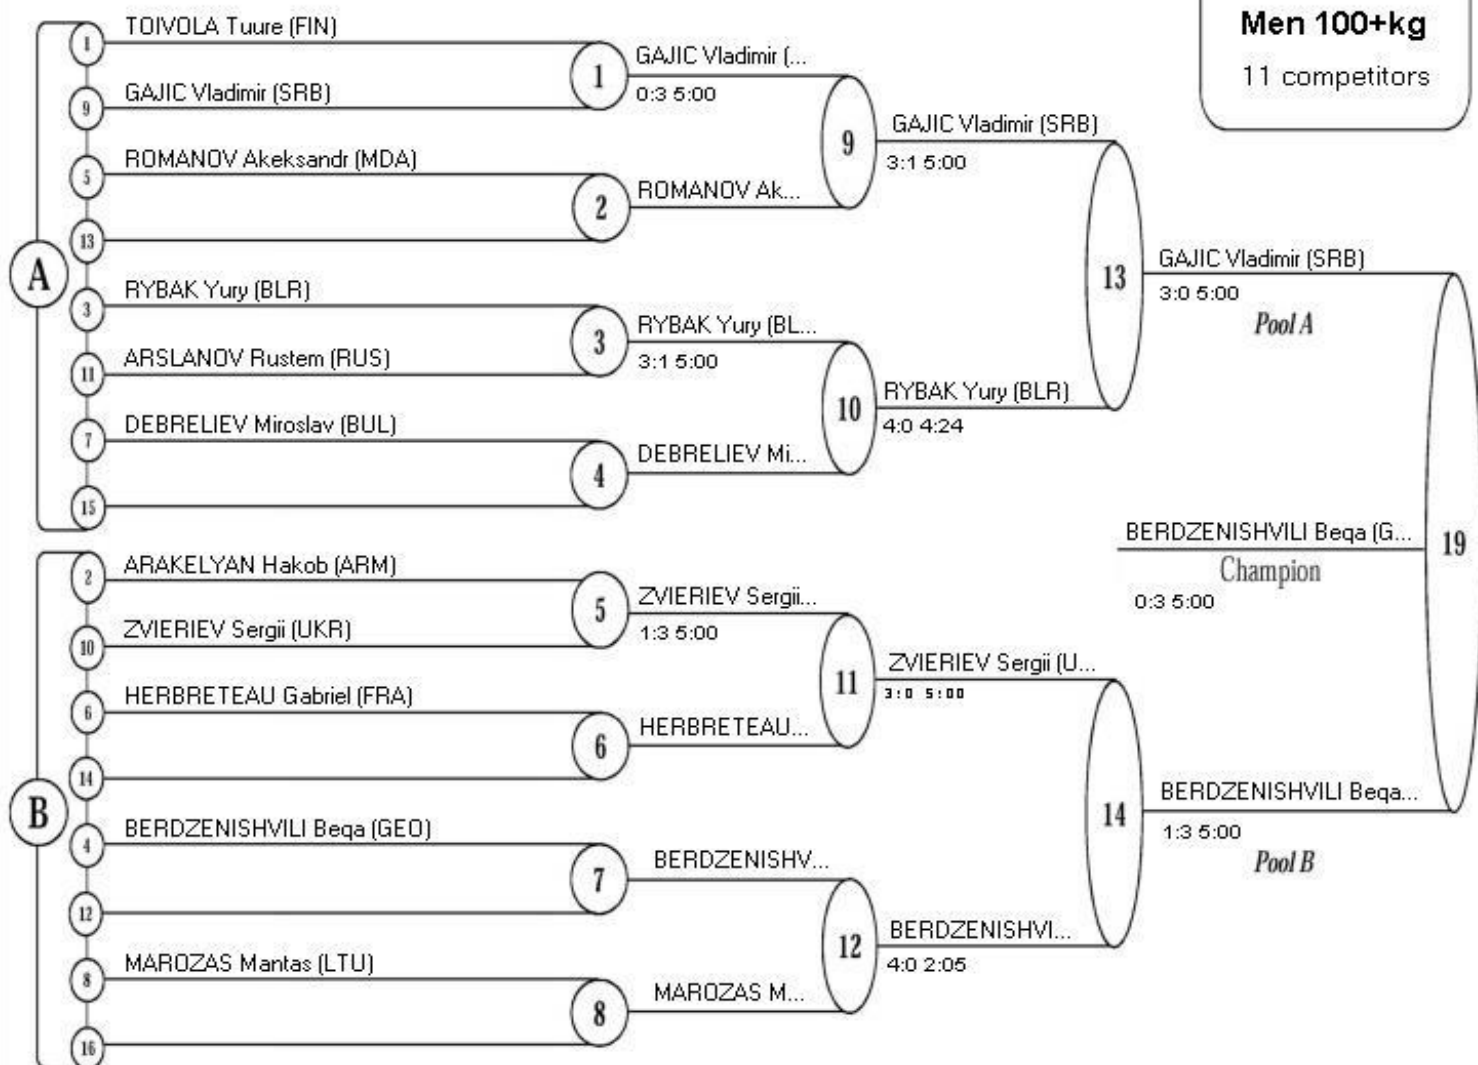 Men 100+kg
11 competitors
A
1
TOIVOLA Tuure (FIN)
9
GAJIC Vladimir (SRB)
5
ROMANOV Akeksandr (MDA)
13
3
RYBAK Yury (BLR)
11
ARSLANOV Rustem (RUS)
7
DEBRELIEV Miroslav (BUL)
15
1
GAJIC Vladimir (...
0:3 5:00
2
ROMANOV Ak...
3
RYBAK Yury (BL...
3:1 5:00
4
DEBRELIEV Mi...
9
GAJIC Vladimir (SRB)
3:1 5:00
10
RYBAK Yury (BLR)
4:0 4:24
13
GAJIC Vladimir (SRB)
3:0 5:00
Pool A
B
2
ARAKELYAN Hakob (ARM)
10
ZVIERIEV Sergii (UKR)
6
HERBRETEAU Gabriel (FRA)
14
4
BERDZENISHVILI Beqa (GEO)
12
8
MAROZAS Mantas (LTU)
16
5
ZVIERIEV Sergii...
1:3 5:00
6
HERBRETEAU...
7
BERDZENISHV...
8
MAROZAS M...
11
ZVIERIEV Sergii (U...
3:0 5:00
12
BERDZENISHVI...
4:0 2:05
14
BERDZENISHVILI Beqa...
1:3 5:00
Pool B
19
BERDZENISHVILI Beqa (G...
Champion
0:3 5:00